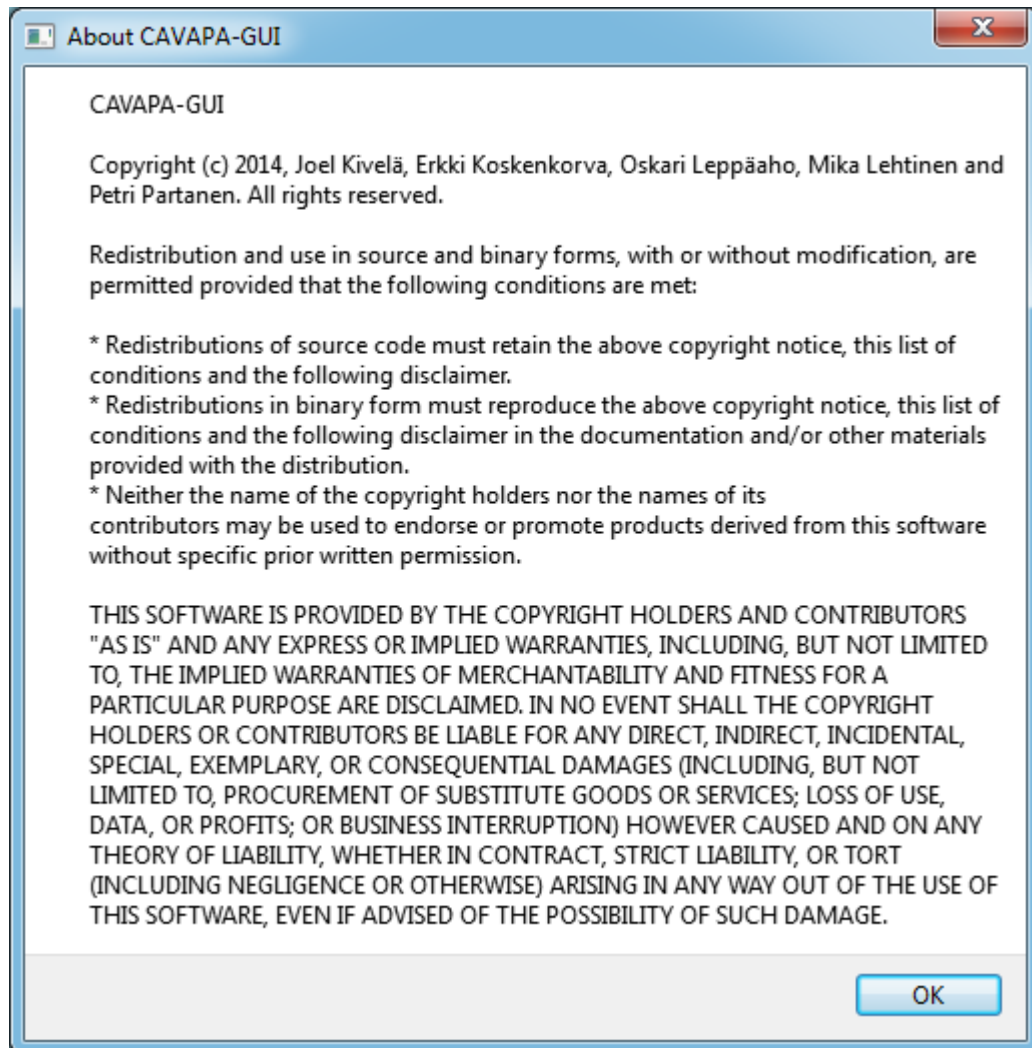 About CAVAPA-GUI
CAVAPA-GUI
Copyright (c) 2014, Joel Kivelä, Erkki Koskenkorva, Oskari Leppäaho, Mika Lehtinen and
Petri Partanen. All rights reserved.
Redistribution and use in source and binary forms, with or without modification, are
permitted provided that the following conditions are met:
* Redistributions of source code must retain the above copyright notice, this list of
conditions and the following disclaimer.
* Redistributions in binary form must reproduce the above copyright notice, this list of
conditions and the following disclaimer in the documentation and/or other materials
provided with the distribution.
* Neither the name of the copyright holders nor the names of its
contributors may be used to endorse or promote products derived from this software
without specific prior written permission.
THIS SOFTWARE IS PROVIDED BY THE COPYRIGHT HOLDERS AND CONTRIBUTORS
"AS IS" AND ANY EXPRESS OR IMPLIED WARRANTIES, INCLUDING, BUT NOT LIMITED
TO, THE IMPLIED WARRANTIES OF MERCHANTABILITY AND FITNESS FOR A
PARTICULAR PURPOSE ARE DISCLAIMED. IN NO EVENT SHALL THE COPYRIGHT
HOLDERS OR CONTRIBUTORS BE LIABLE FOR ANY DIRECT, INDIRECT, INCIDENTAL,
SPECIAL, EXEMPLARY, OR CONSEQUENTIAL DAMAGES (INCLUDING, BUT NOT
LIMITED TO, PROCUREMENT OF SUBSTITUTE GOODS OR SERVICES; LOSS OF USE,
DATA, OR PROFITS; OR BUSINESS INTERRUPTION) HOWEVER CAUSED AND ON ANY
THEORY OF LIABILITY, WHETHER IN CONTRACT, STRICT LIABILITY, OR TORT
(INCLUDING NEGLIGENCE OR OTHERWISE) ARISING IN ANY WAY OUT OF THE USE OF
THIS SOFTWARE, EVEN IF ADVISED OF THE POSSIBILITY OF SUCH DAMAGE.
OK